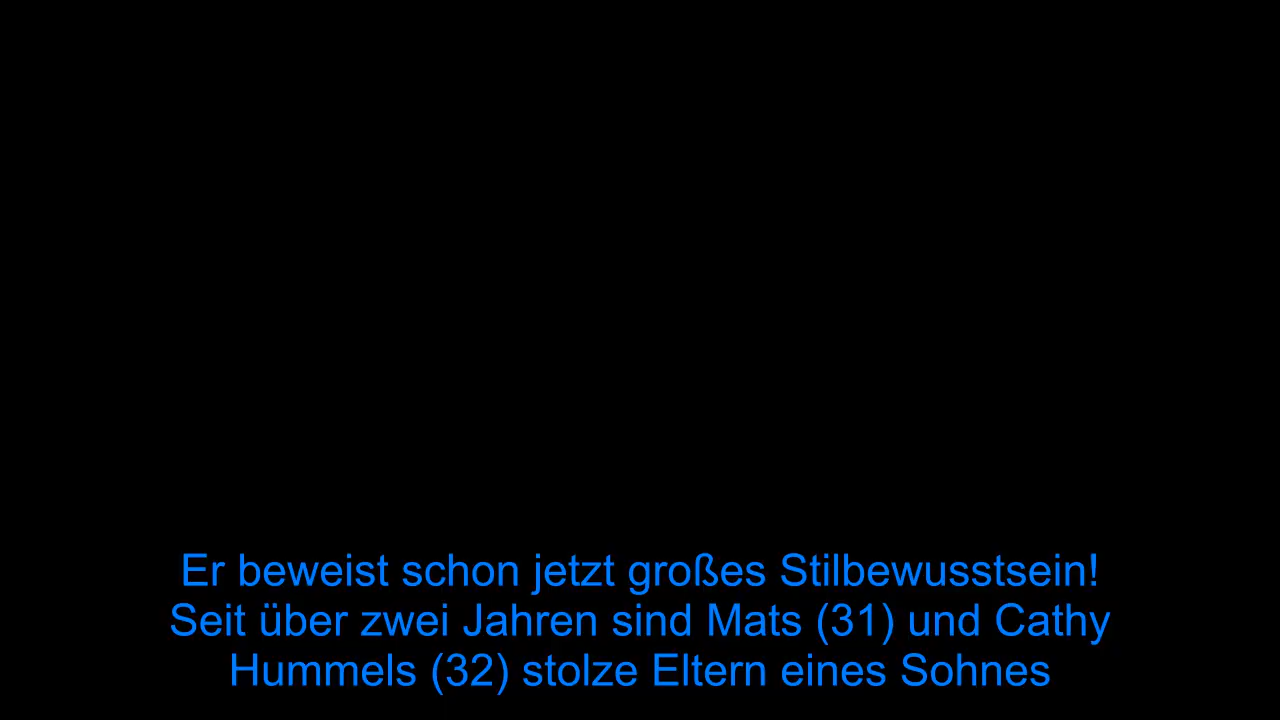 Er beweist schon jetzt großes Stilbewusstsein!
Seit über zwei Jahren sind Mats (31) und Cathy
Hummels (32) stolze Eltern eines Sohnes